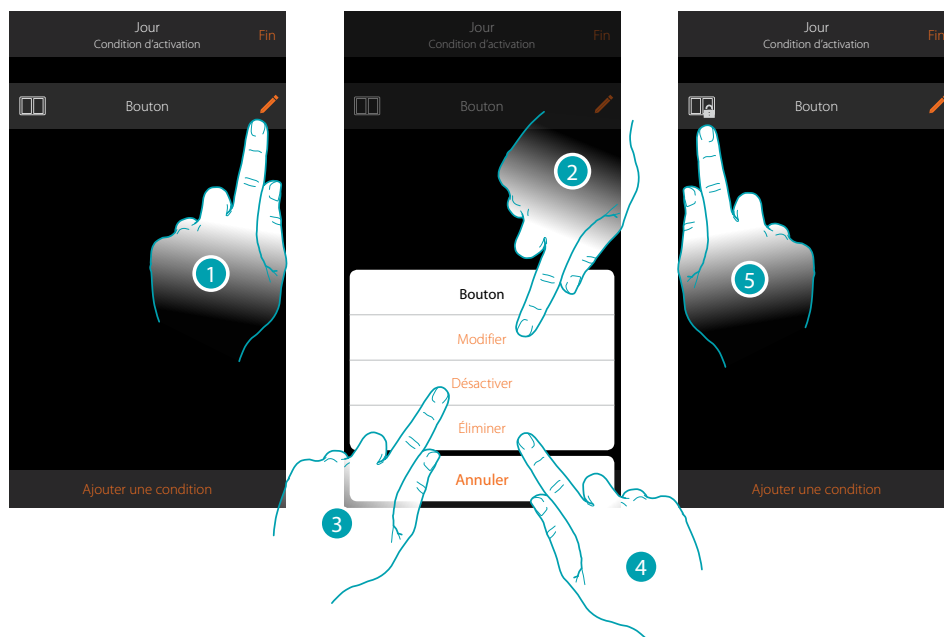 Jour
Condition d’activation
Fin
Bouton
1
Ajouter une condition
Jour
Condition d’activation
Fin
Bouton
2
Bouton
Modifier
Désactiver
Éliminer
Annuler
3
4
Jour
Condition d’activation
Fin
Bouton
5
Ajouter une condition